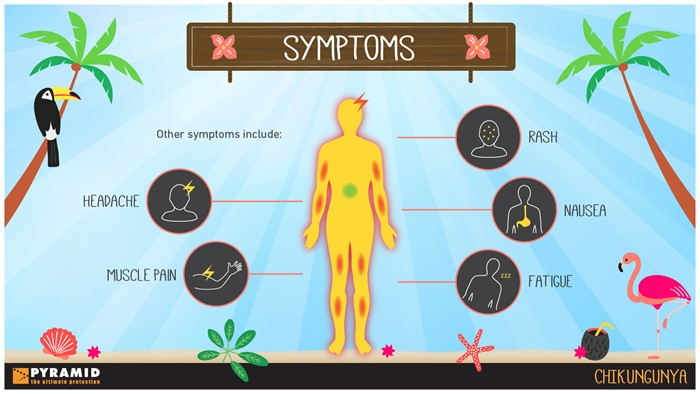 SYMPTOMS
Other symptoms include:
RASH
HEADACHE
NAUSEA
MUSCLE PAIN
zzz
FATIGUE
PYRAMID
the ultimate protection
CHIKUNGUNYA